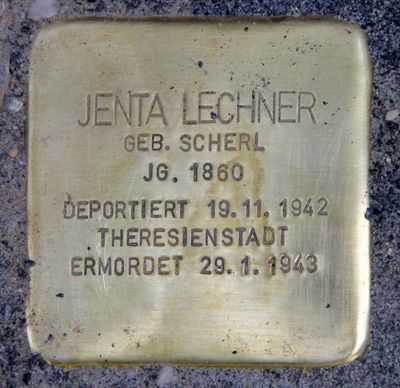 JENTA LECHNER
GEB. SCHERL
JG. 1860
DEPORTIERT 19.11.1942
THERESIENSTADT
ERMORDET 29.1.1943